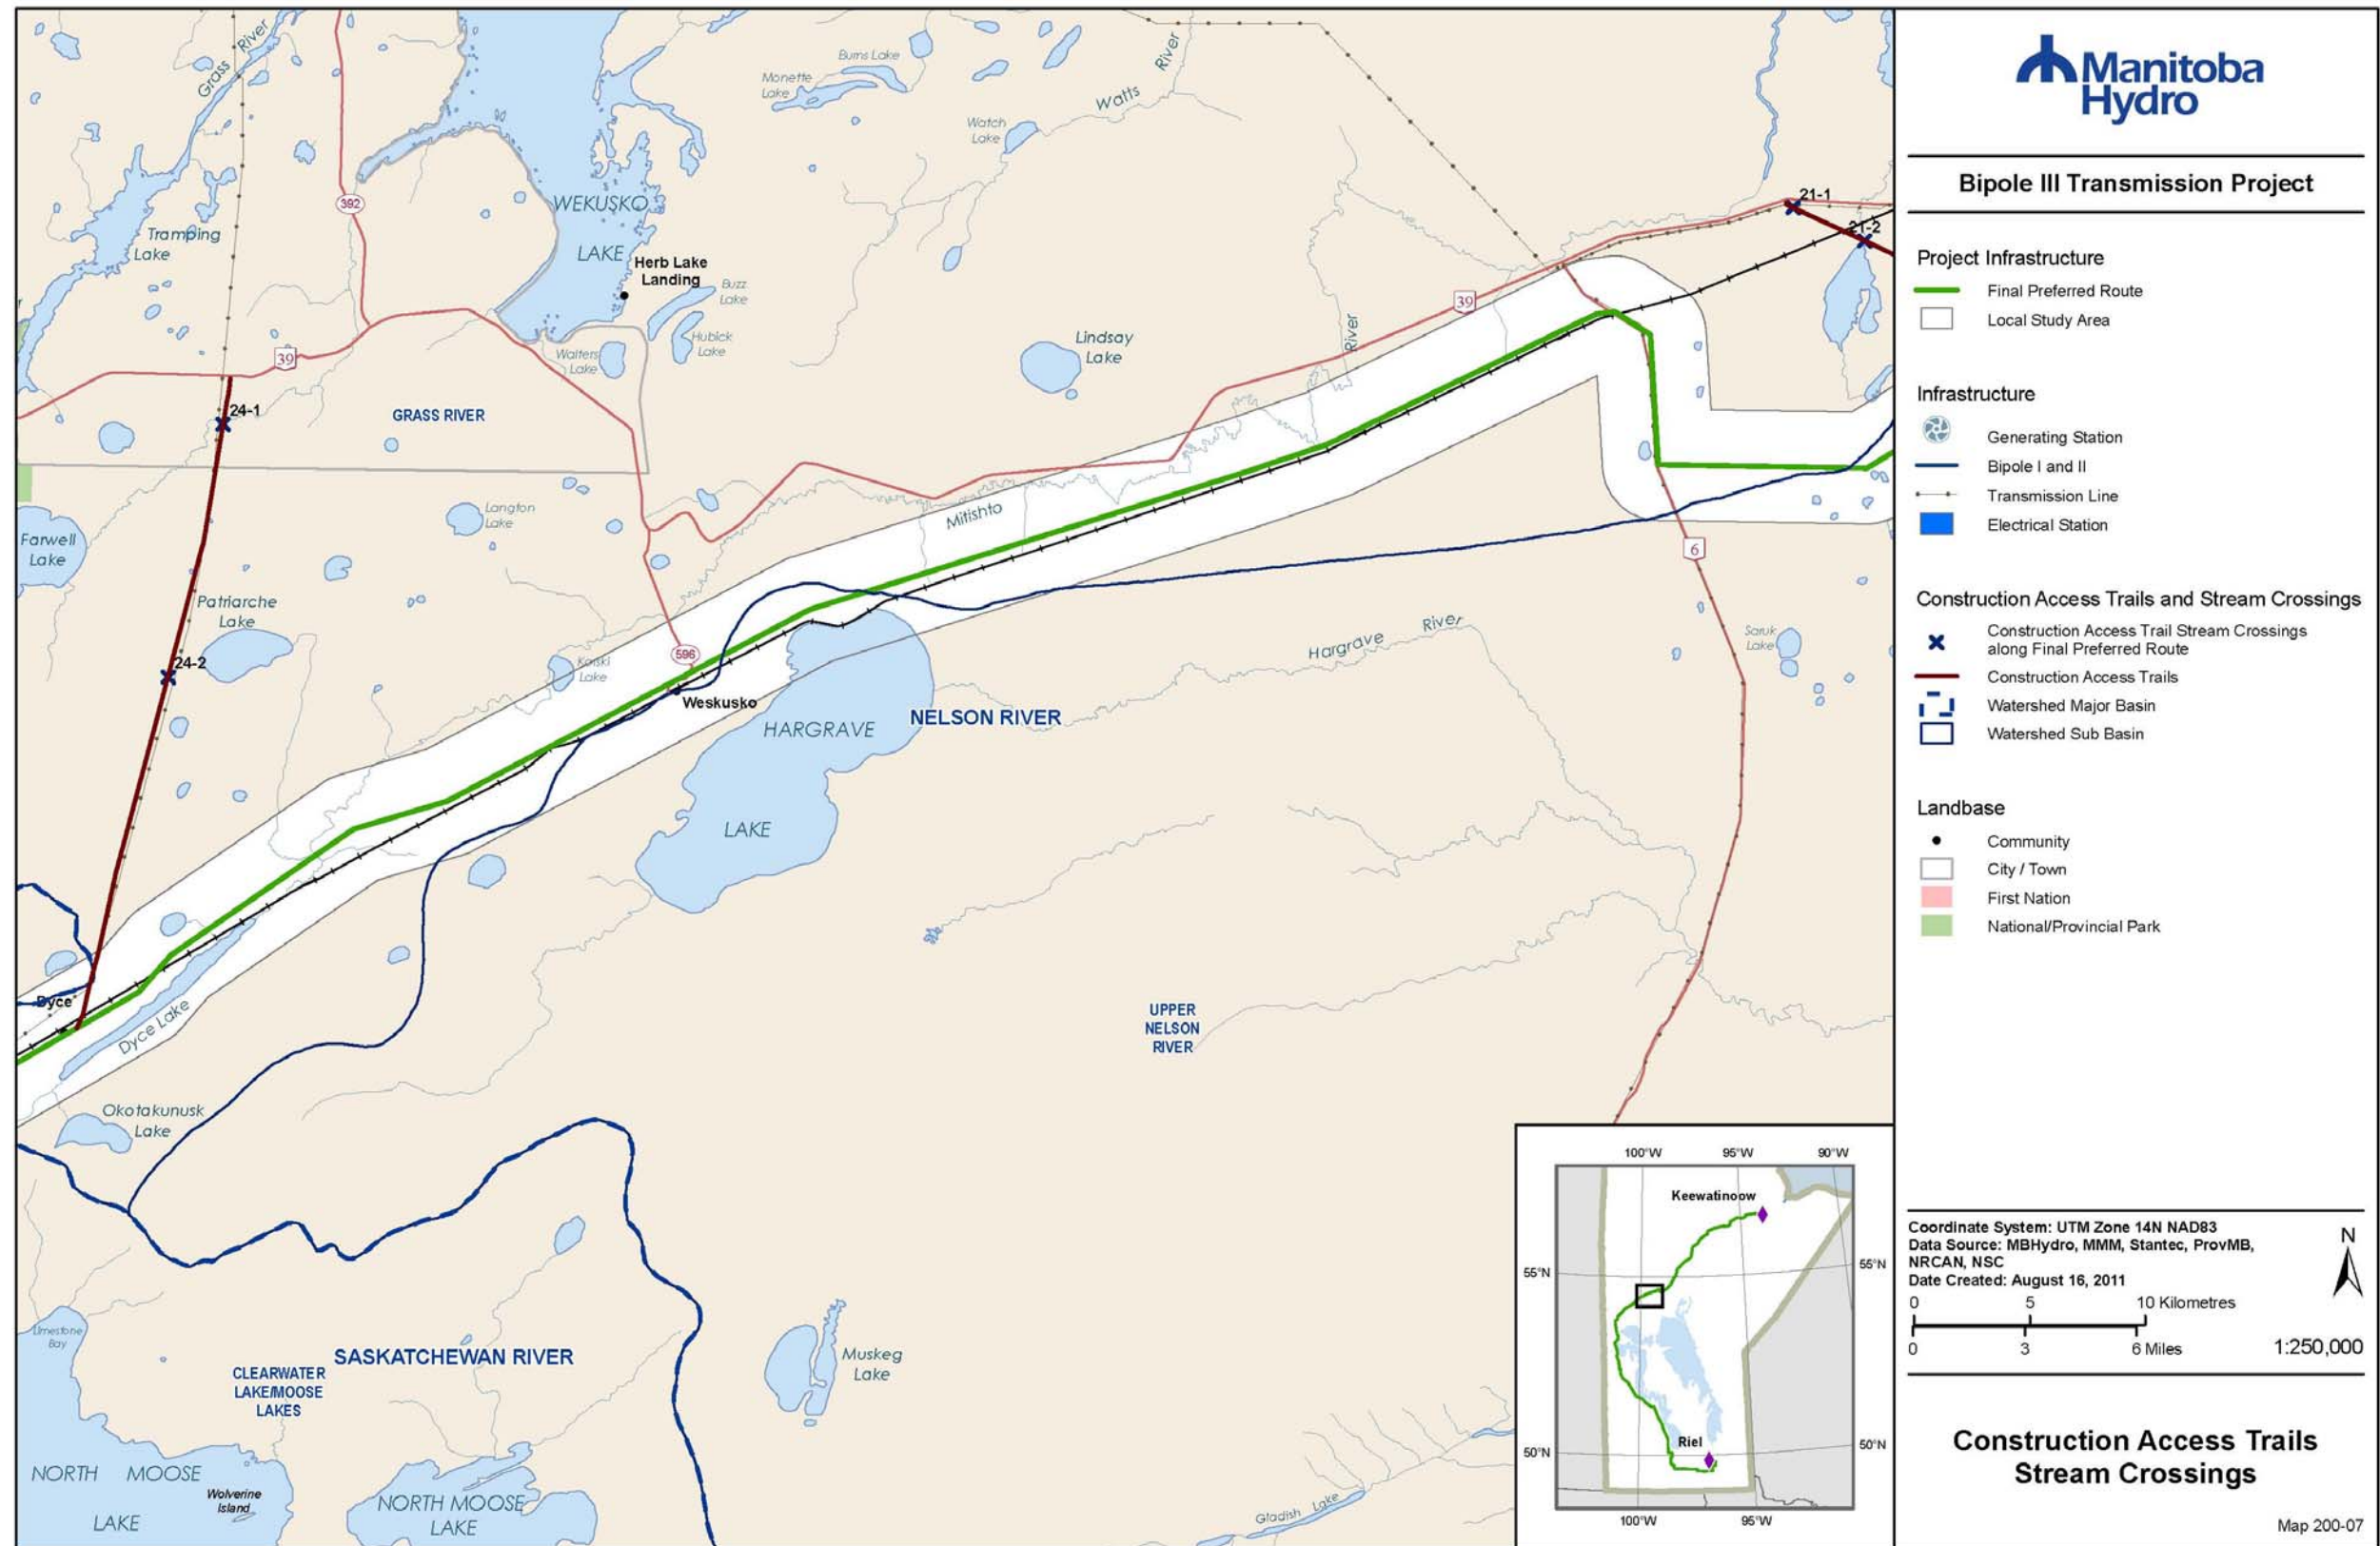 Grass River
Burns Lake
Monette
Lake
Watch
Lake
Watts River
392
WEKUSKO
LAKE
Tramping
Lake
Herb Lake
Landing
Buzz
Lake
Hubick
Lake
Walters
Lake
Lindsay
Lake
River
39
21-1
21-2
39
24-1
GRASS RIVER
Langton
Lake
Mitishto
Farwell
Lake
6
Patriarche
Lake
24-2
Hargrave River
Saruk
Lake
596
Kotski
Lake
Weskusko
HARGRAVE
LAKE
NELSON RIVER
Dyce
Dyce Lake
UPPER
NELSON
RIVER
Okotakunusk
Lake
Limestone
Bay
CLEARWATER
LAKE/MOOSE
LAKES
SASKATCHEWAN RIVER
Muskeg
Lake
NORTH MOOSE
LAKE
Wolverine
Island
NORTH MOOSE
LAKE
Gladish Lake
100°W 95°W 90°W
Keewatinoow
55°N 55°N
Riel
50°N 50°N
100°W 95°W
Manitoba
Hydro
Bipole III Transmission Project
Project Infrastructure
Final Preferred Route
Local Study Area
Infrastructure
Generating Station
Bipole I and II
Transmission Line
Electrical Station
Construction Access Trails and Stream Crossings
Construction Access Trail Stream Crossings
along Final Preferred Route
Construction Access Trails
Watershed Major Basin
Watershed Sub Basin
Landbase
Community
City / Town
First Nation
National/Provincial Park
Coordinate System: UTM Zone 14N NAD83
Data Source: MBHydro, MMM, Stantec, ProvMB,
NRCAN, NSC
Date Created: August 16, 2011
N
0 5 10 Kilometres
0 3 6 Miles
1:250,000
Construction Access Trails
Stream Crossings
Map 200-07